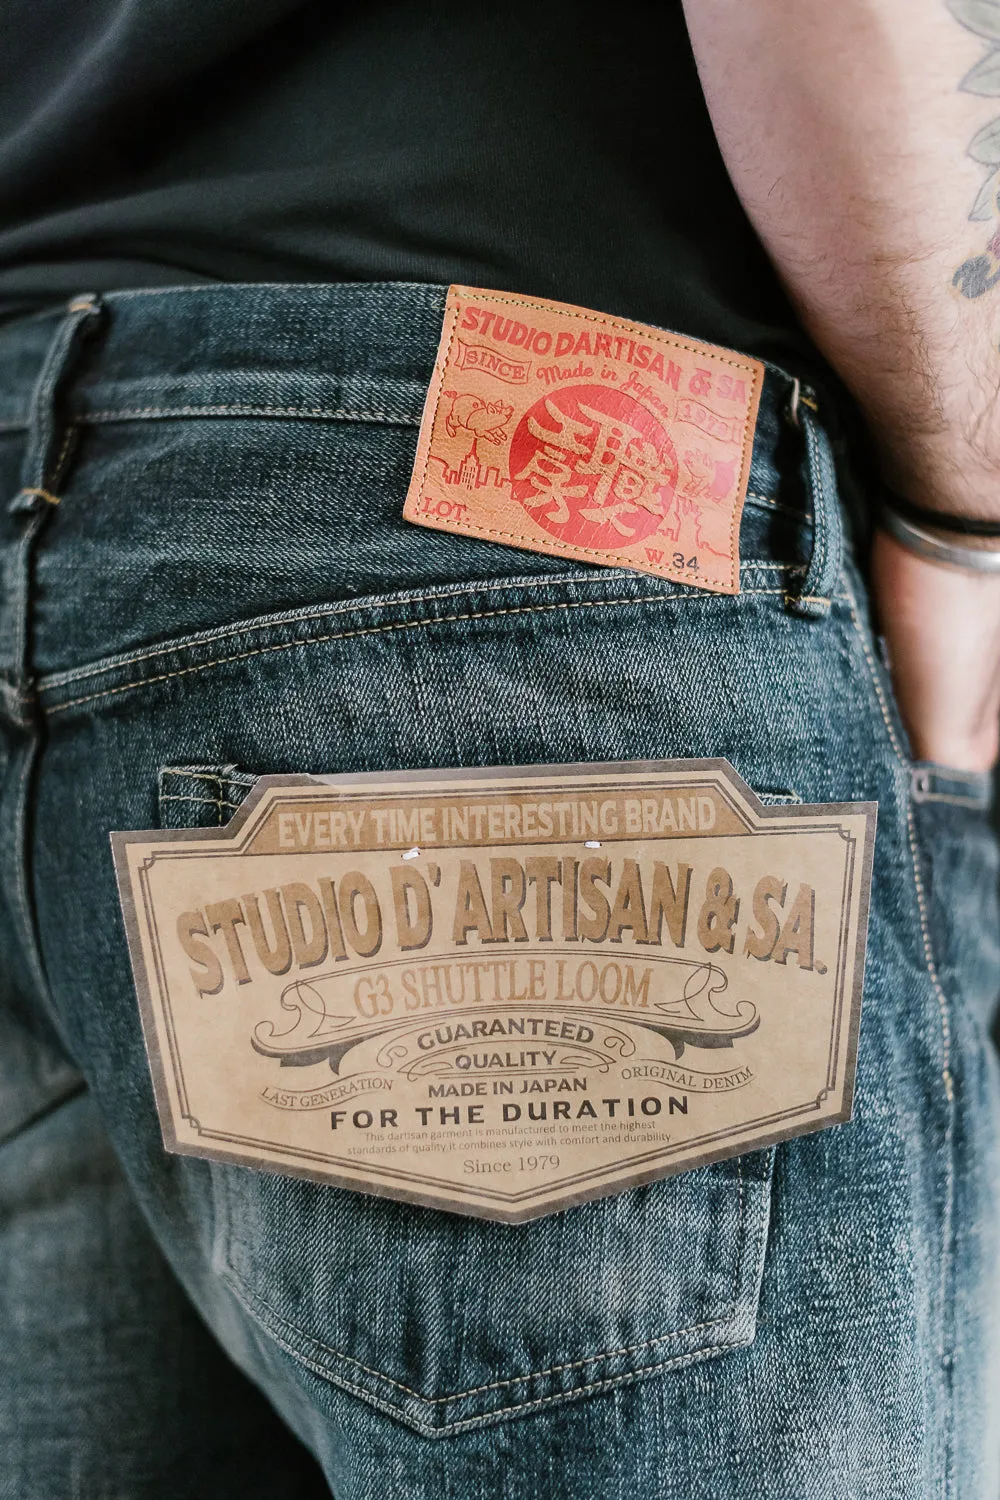 STUDIO DARTISAN & SA
SINCE Made in Japan 1979
LOT.
W. 34
EVERY TIME INTERESTING BRAND
STUDIO D' ARTISAN & SA.
G3 SHUTTLE LOOM
GUARANTEED
QUALITY
LAST GENERATION MADE IN JAPAN ORIGINAL DENIM
FOR THE DURATION
This dartisan garment is manufactured to meet the highest
standards of quality.it combines style with comfort and durability.
Since 1979